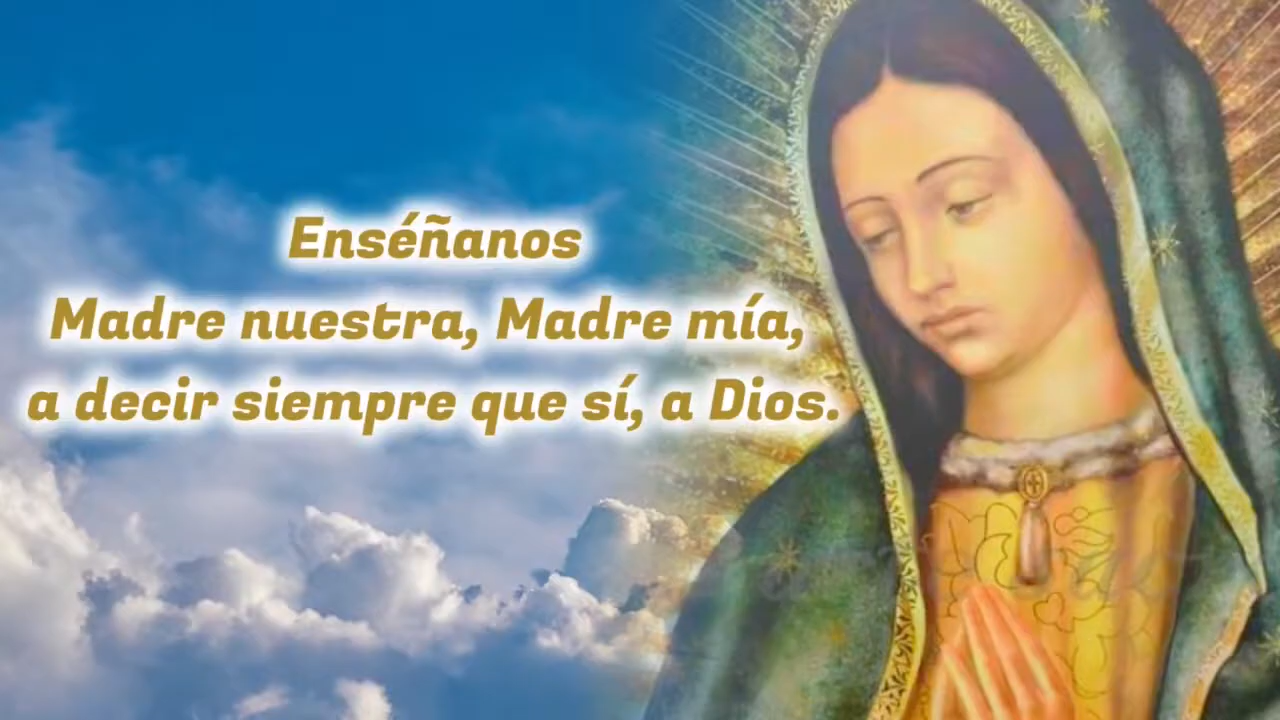 Enséñanos
Madre nuestra, Madre mía,
a decir siempre que sí, a Dios.